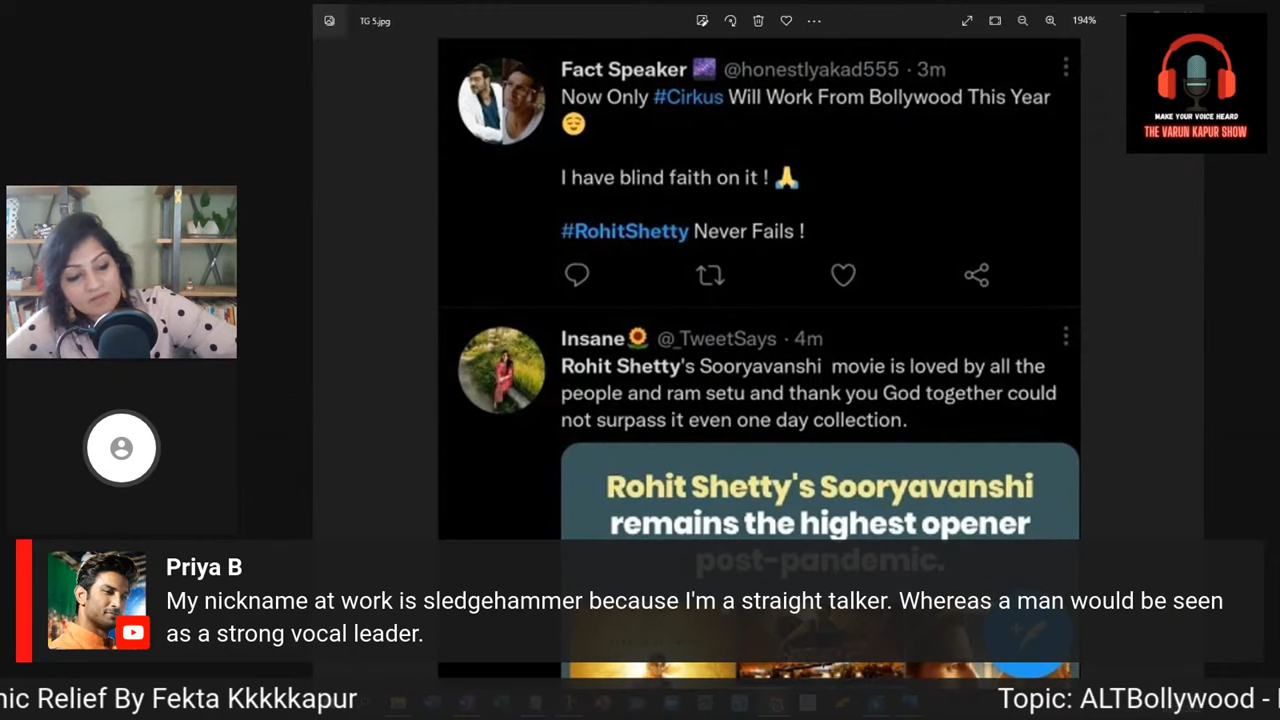 TG 5.jpg
194%
Fact Speaker @honestlyakad555 · 3m
Now Only #Cirkus Will Work From Bollywood This Year
😌
I have blind faith on it ! 🙏
#RohitShetty Never Fails !
MAKE YOUR VOICE HEARD
THE VARUN KAPUR SHOW
Insane🌻 @_TweetSays · 4m
Rohit Shetty's Sooryavanshi movie is loved by all the
people and ram setu and thank you God together could
not surpass it even one day collection.
Rohit Shetty's Sooryavanshi
remains the highest opener
post-pandemic.
Priya B
My nickname at work is sledgehammer because I'm a straight talker. Whereas a man would be seen
as a strong vocal leader.
nic Relief By Fekta Kkkkkapur
Topic: ALTBollywood -